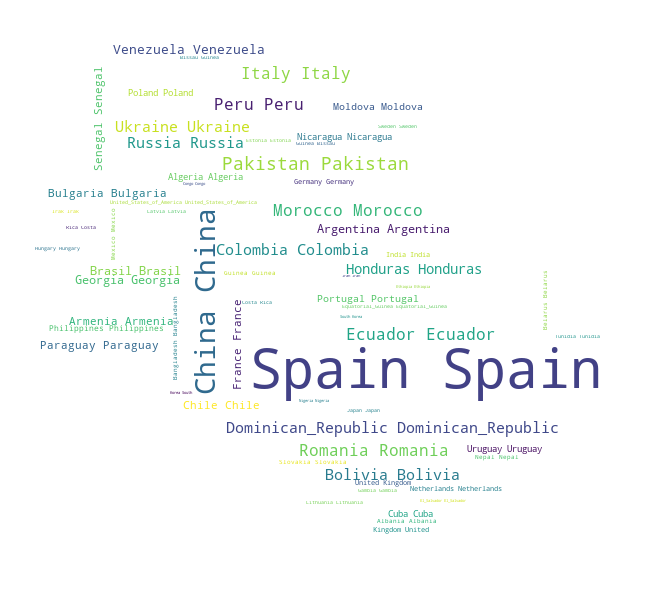 Venezuela Venezuela
Bissau Guinea
Italy Italy
Senegal Senegal
Poland Poland
Peru Peru
Moldova Moldova
Ukraine Ukraine
Sweden Sweden
Russia Russia
Estonia Estonia
Nicaragua Nicaragua
Guinea Bissau
Pakistan Pakistan
Algeria Algeria
Congo Congo
Germany Germany
Bulgaria Bulgaria
United_States_of_America United_States_of_America
Iran Iran
Latvia Latvia
Mexico Mexico
Morocco Morocco
Rica Costa
China China
Argentina Argentina
Hungary Hungary
Colombia Colombia
India India
Brasil Brasil
Georgia Georgia
Guinea Guinea
Honduras Honduras
Ethiopia Ethiopia
Belarus Belarus
Bangladesh Bangladesh
France France
Costa Rica
Portugal Portugal
Equatorial_Guinea Equatorial_Guinea
South Korea
Armenia Armenia
Philippines Philippines
Ecuador Ecuador
Tunidia Tunidia
Paraguay Paraguay
Spain Spain
Korea South
Chile Chile
Nigeria Nigeria
Japan Japan
Dominican_Republic Dominican_Republic
Romania Romania
Uruguay Uruguay
Nepal Nepal
Slovakia Slovakia
Bolivia Bolivia
United Kingdom
Gambia Gambia
Netherlands Netherlands
Lithuania Lithuania
El_Salvador El_Salvador
Cuba Cuba
Albania Albania
Kingdom United